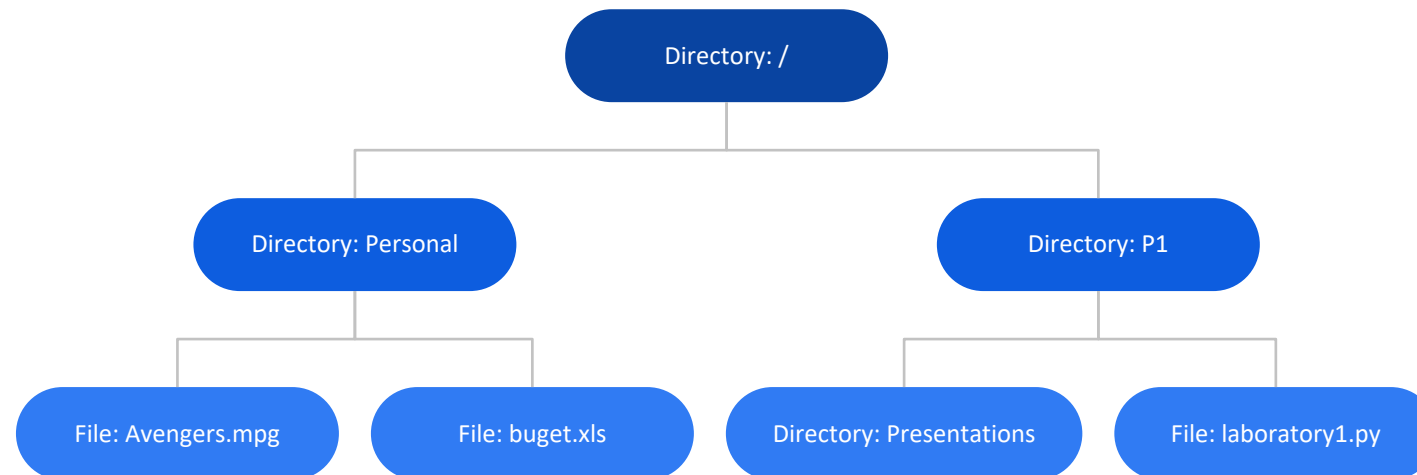 Directory: /
Directory: Personal
Directory: P1
File: Avengers.mpg
File: buget.xls
Directory: Presentations
File: laboratory1.py